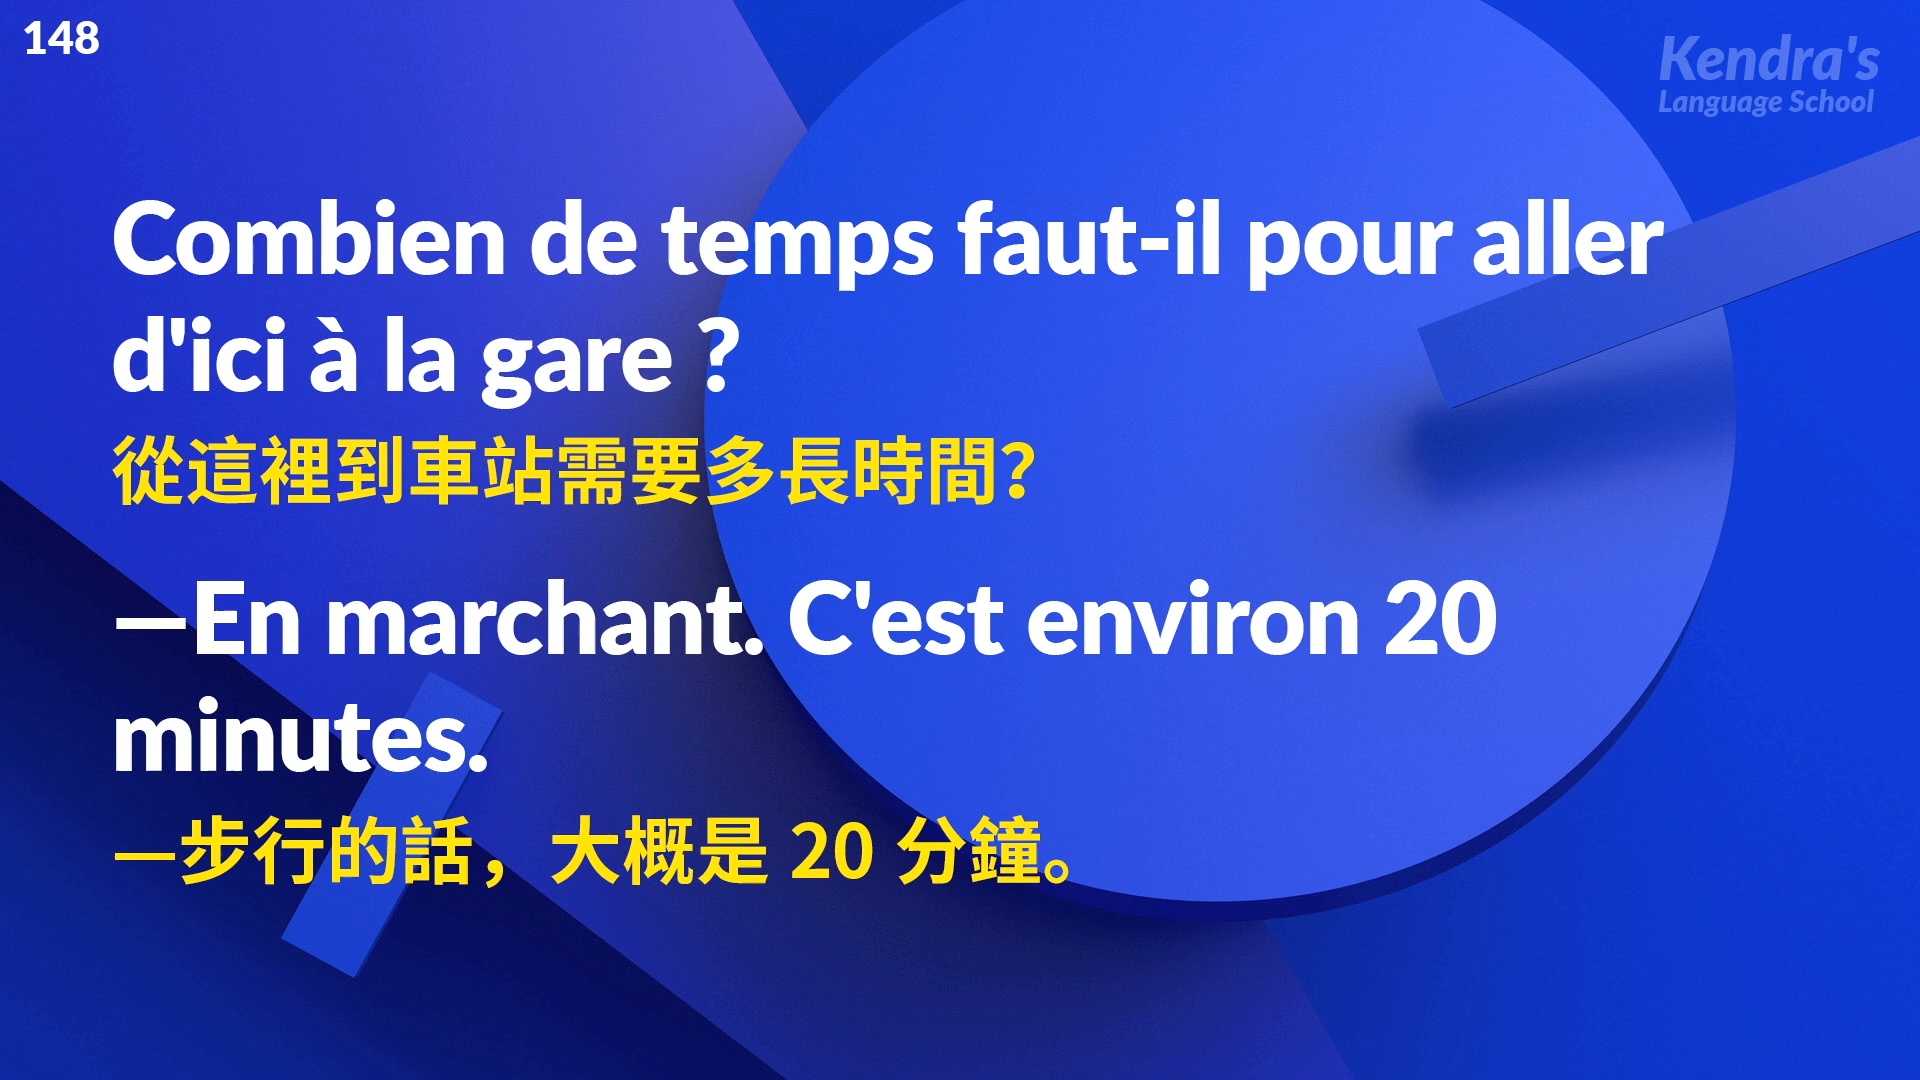 148
Kendra's
Language School
Combien de temps faut-il pour aller
d'ici à la gare ?
從這裡到車站需要多長時間?
—En marchant. C'est environ 20
minutes.
—步行的話，大概是 20 分鐘。